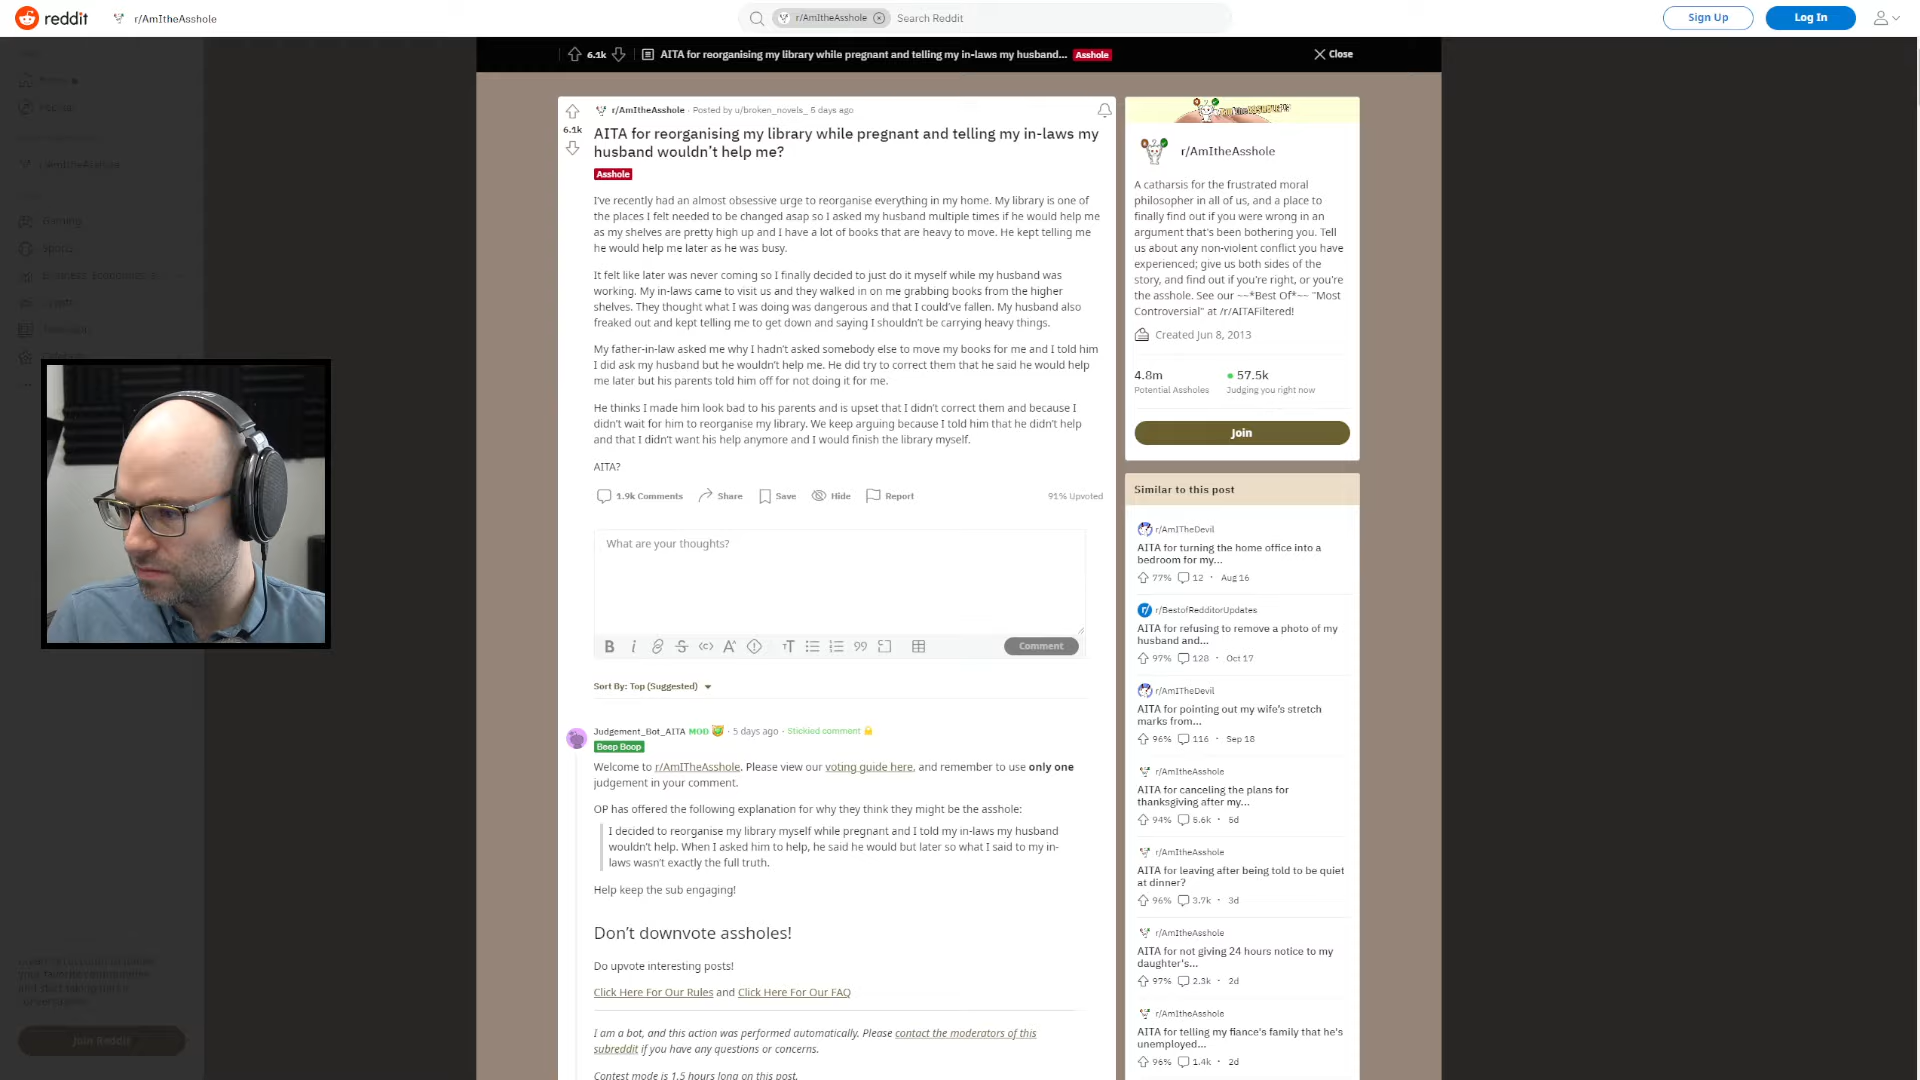 reddit
r/AmItheAsshole
r/AmItheAsshole
Search Reddit
Sign Up
Log In
6.1k
AITA for reorganising my library while pregnant and telling my in-laws my husband...
Asshole
Close
r/AmItheAsshole · Posted by u/broken_novels_ 5 days ago
6.1k
AITA for reorganising my library while pregnant and telling my in-laws my
husband wouldn't help me?
Asshole
I've recently had an almost obsessive urge to reorganise everything in my home. My library is one of
the places I felt needed to be changed asap so I asked my husband multiple times if he would help me
as my shelves are pretty high up and I have a lot of books that are heavy to move. He kept telling me
he would help me later as he was busy.
It felt like later was never coming so I finally decided to just do it myself while my husband was
working. My in-laws came to visit us and they walked in on me grabbing books from the higher
shelves. They thought what I was doing was dangerous and that I could've fallen. My husband also
freaked out and kept telling me to get down and saying I shouldn't be carrying heavy things.
My father-in-law asked me why I hadn't asked somebody else to move my books for me and I told him
I did ask my husband but he wouldn't help me. He did try to correct them that he said he would help
me later but his parents told him off for not doing it for me.
He thinks I made him look bad to his parents and is upset that I didn't correct them and because I
didn't wait for him to reorganise my library. We keep arguing because I told him that he didn't help
and that I didn't want his help anymore and I would finish the library myself.
AITA?
1.9k Comments
Share
Save
Hide
Report
91% Upvoted
What are your thoughts?
Comment
Sort By: Top (Suggested)
Judgement_Bot_AITA MOD · 5 days ago · Stickied comment
Beep Boop
Welcome to r/AmITheAsshole. Please view our voting guide here, and remember to use only one
judgement in your comment.
OP has offered the following explanation for why they think they might be the asshole:
I decided to reorganise my library myself while pregnant and I told my in-laws my husband
wouldn't help. When I asked him to help, he said he would but later so what I said to my in-
laws wasn't exactly the full truth.
Help keep the sub engaging!
Don't downvote assholes!
Do upvote interesting posts!
Click Here For Our Rules and Click Here For Our FAQ
I am a bot, and this action was performed automatically. Please contact the moderators of this
subreddit if you have any questions or concerns.
Contest mode is 1.5 hours long on this post.
r/AmItheAsshole
A catharsis for the frustrated moral
philosopher in all of us, and a place to
finally find out if you were wrong in an
argument that's been bothering you. Tell
us about any non-violent conflict you have
experienced; give us both sides of the
story, and find out if you're right, or you're
the asshole. See our ~~*Best Of*~~ "Most
Controversial" at /r/AITAFiltered!
Created Jun 8, 2013
4.8m
Potential Assholes
57.5k
Judging you right now
Join
Similar to this post
r/AmITheDevil
AITA for turning the home office into a
bedroom for my...
77% 12 · Aug 16
r/BestofRedditorUpdates
AITA for refusing to remove a photo of my
husband and...
97% 128 · Oct 17
r/AmITheDevil
AITA for pointing out my wife's stretch
marks from...
96% 116 · Sep 18
r/AmItheAsshole
AITA for canceling the plans for
thanksgiving after my...
94% 5.6k · 5d
r/AmItheAsshole
AITA for leaving after being told to be quiet
at dinner?
96% 3.7k · 3d
r/AmItheAsshole
AITA for not giving 24 hours notice to my
daughter's...
97% 2.3k · 2d
r/AmItheAsshole
AITA for telling my fiance's family that he's
unemployed...
96% 1.4k · 2d
Join Reddit